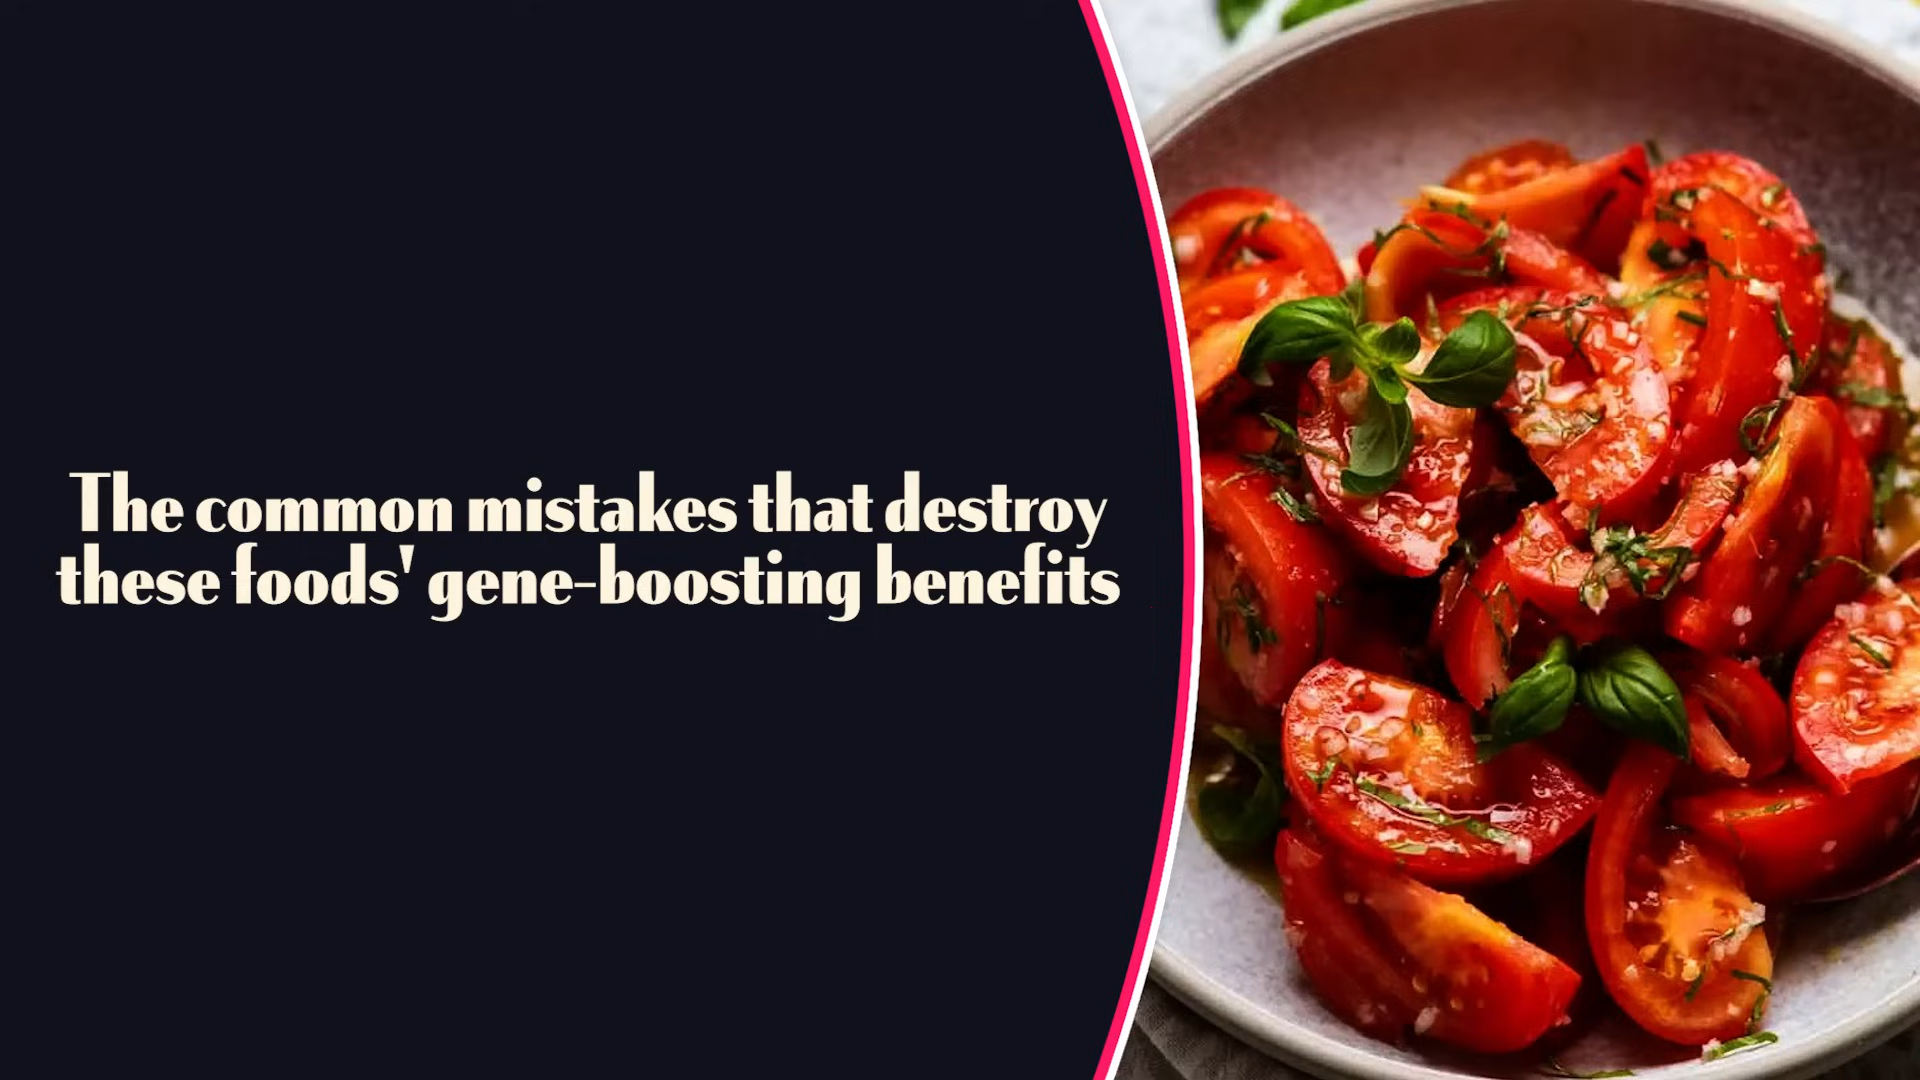 The common mistakes that destroy
these foods' gene-boosting benefits